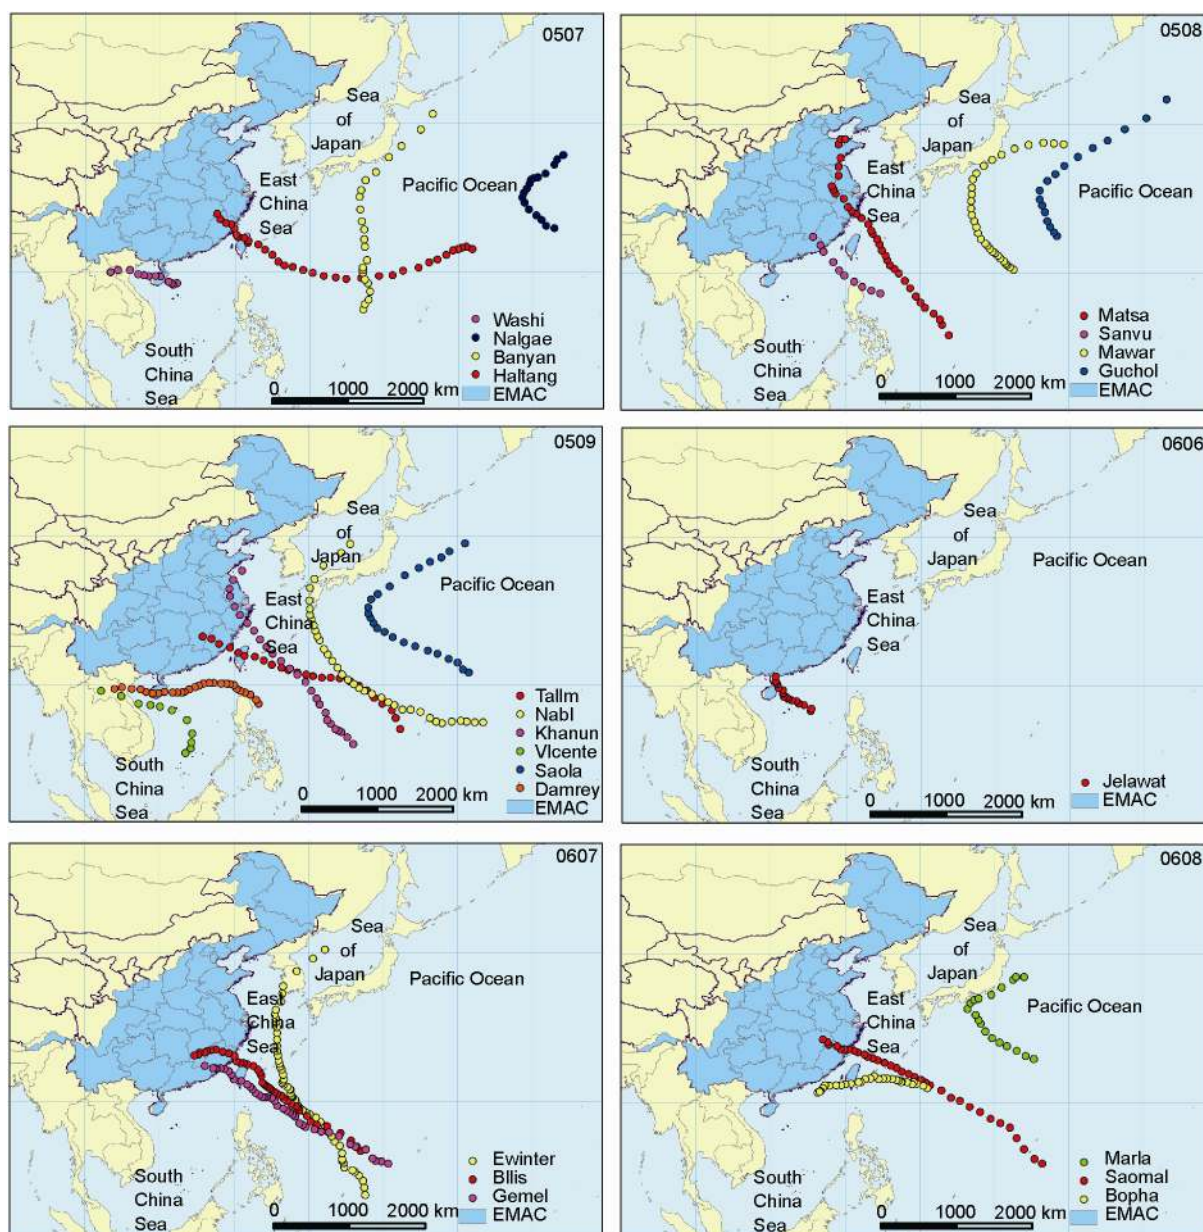 0507
Sea
of
Japan
East
China
Sea
Pacific Ocean
South
China
Sea
Washi
Nalgae
Banyan
Haltang
EMAC
0 1000 2000 km
0508
Sea
of
Japan
East
China
Sea
Pacific Ocean
South
China
Sea
Matsa
Sanvu
Mawar
Guchol
EMAC
0 1000 2000 km
0509
Sea
of
Japan
East
China
Sea
Pacific Ocean
South
China
Sea
Tallm
Nabl
Khanun
VIcente
Saola
Damrey
EMAC
0 1000 2000 km
0606
Sea
of
Japan
East
China
Sea
Pacific Ocean
South
China
Sea
Jelawat
EMAC
0 1000 2000 km
0607
Sea
of
Japan
East
China
Sea
Pacific Ocean
South
China
Sea
Ewinter
Bllis
Gemel
EMAC
0 1000 2000 km
0608
Sea
of
Japan
East
China
Sea
Pacific Ocean
South
China
Sea
Marla
Saomal
Bopha
EMAC
0 1000 2000 km